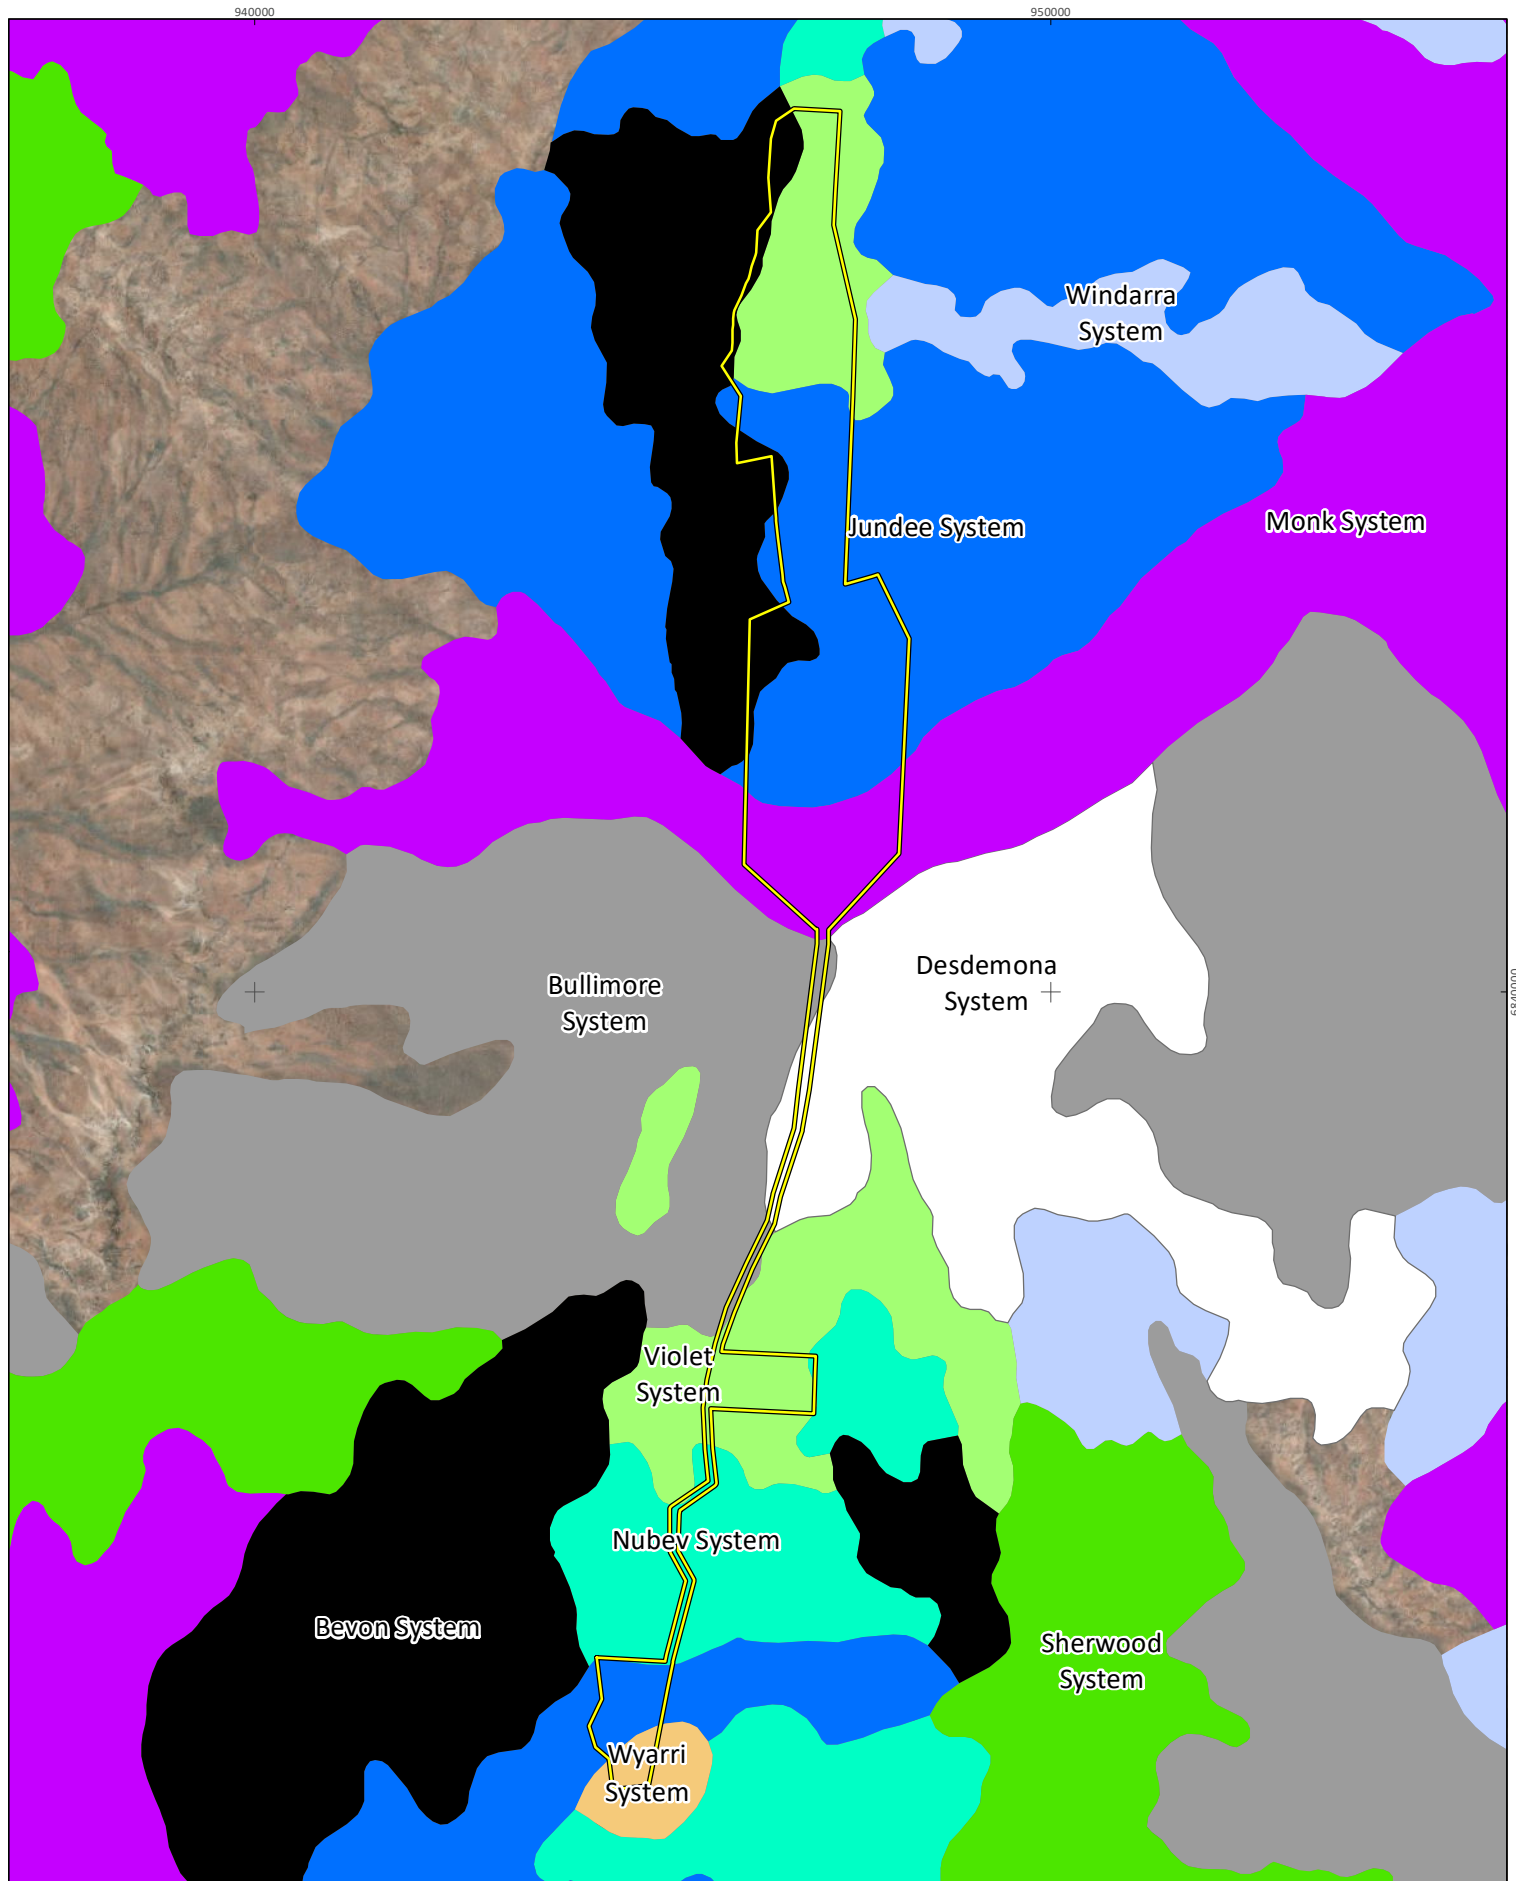 940000
950000
Windarra
System
Jundee System
Monk System
Desdemona
System
Bullimore
System
6840000
Violet
System
Nubev System
Bevon System
Sherwood
System
Wyarri
System